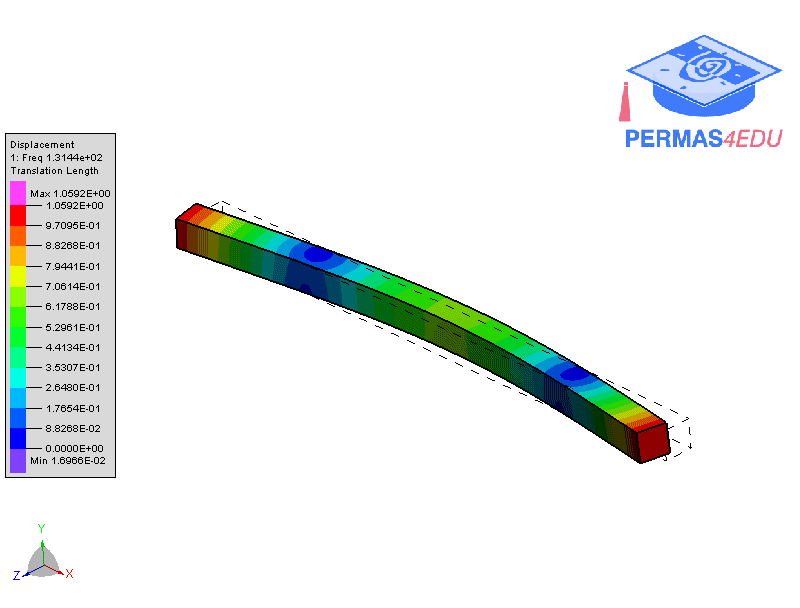 PERMAS4EDU
Displacement
1: Freq 1.3144e+02
Translation Length
Max 1.0592E+00
1.0592E+00
9.7095E-01
8.8268E-01
7.9441E-01
7.0614E-01
6.1788E-01
5.2961E-01
4.4134E-01
3.5307E-01
2.6480E-01
1.7654E-01
8.8268E-02
0.0000E+00
Min 1.6966E-02
Y
Z
X